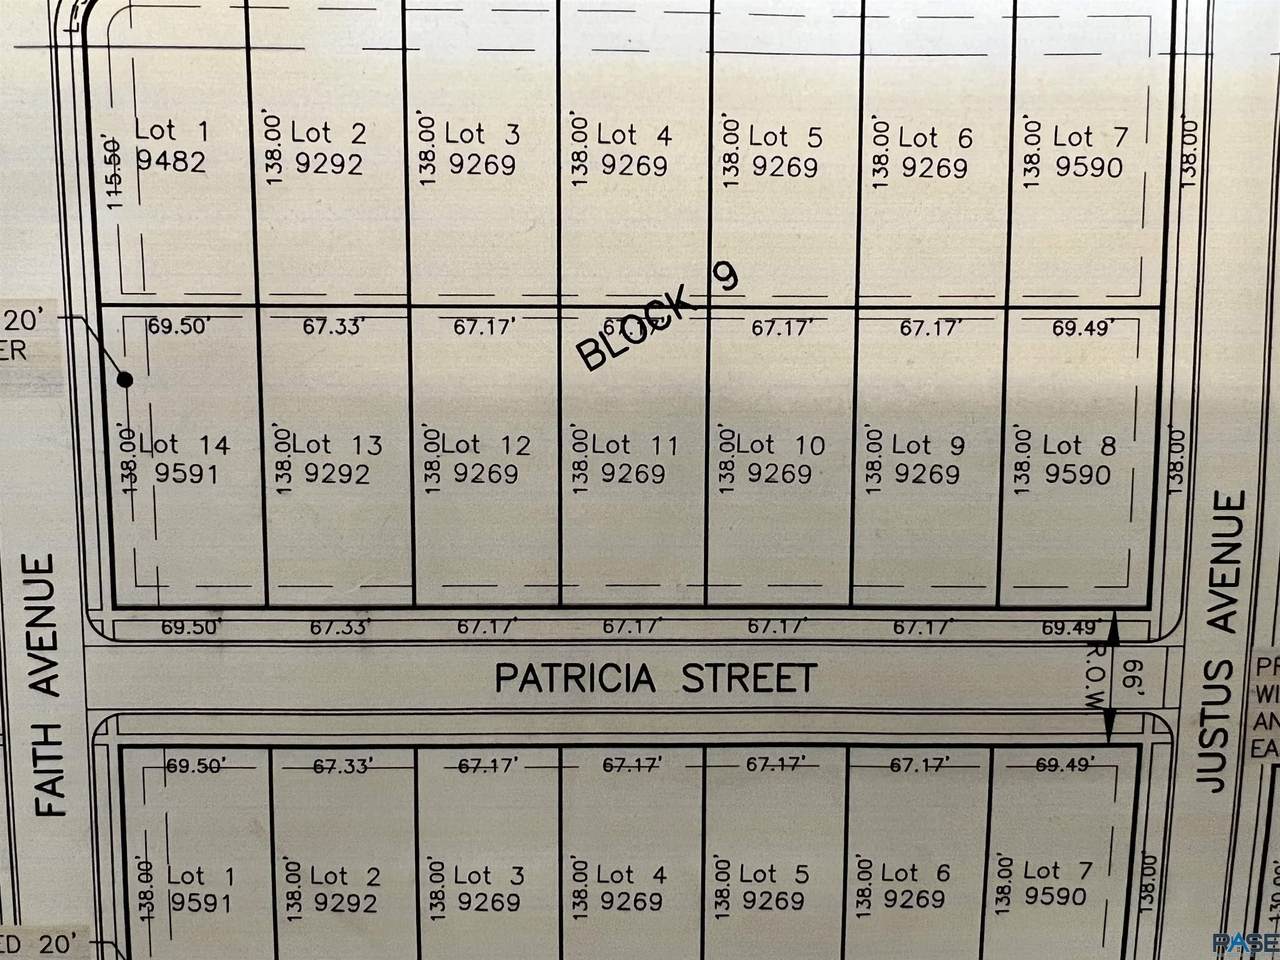 Lot 1
9482
115.50'
Lot 2
9292
138.00'
Lot 3
9269
138.00'
Lot 4
9269
138.00'
Lot 5
9269
138.00'
Lot 6
9269
138.00'
Lot 7
9590
138.00'
138.00'
BLOCK 9
20'
69.50'
67.33'
67.17'
67.17'
67.17'
67.17'
69.49'
Lot 14
9591
138.00'
Lot 13
9292
138.00'
Lot 12
9269
138.00'
Lot 11
9269
138.00'
Lot 10
9269
138.00'
Lot 9
9269
138.00'
Lot 8
9590
138.00'
138.00'
69.50'
67.33'
67.17'
67.17'
67.17'
67.17'
69.49'
FAITH AVENUE
PATRICIA STREET
66'
R.O.W
JUSTUS AVENUE
69.50'
67.33'
67.17'
67.17'
67.17'
67.17'
69.49'
Lot 1
9591
138.00'
Lot 2
9292
138.00'
Lot 3
9269
138.00'
Lot 4
9269
138.00'
Lot 5
9269
138.00'
Lot 6
9269
138.00'
Lot 7
9590
138.00'
138.00'
20'